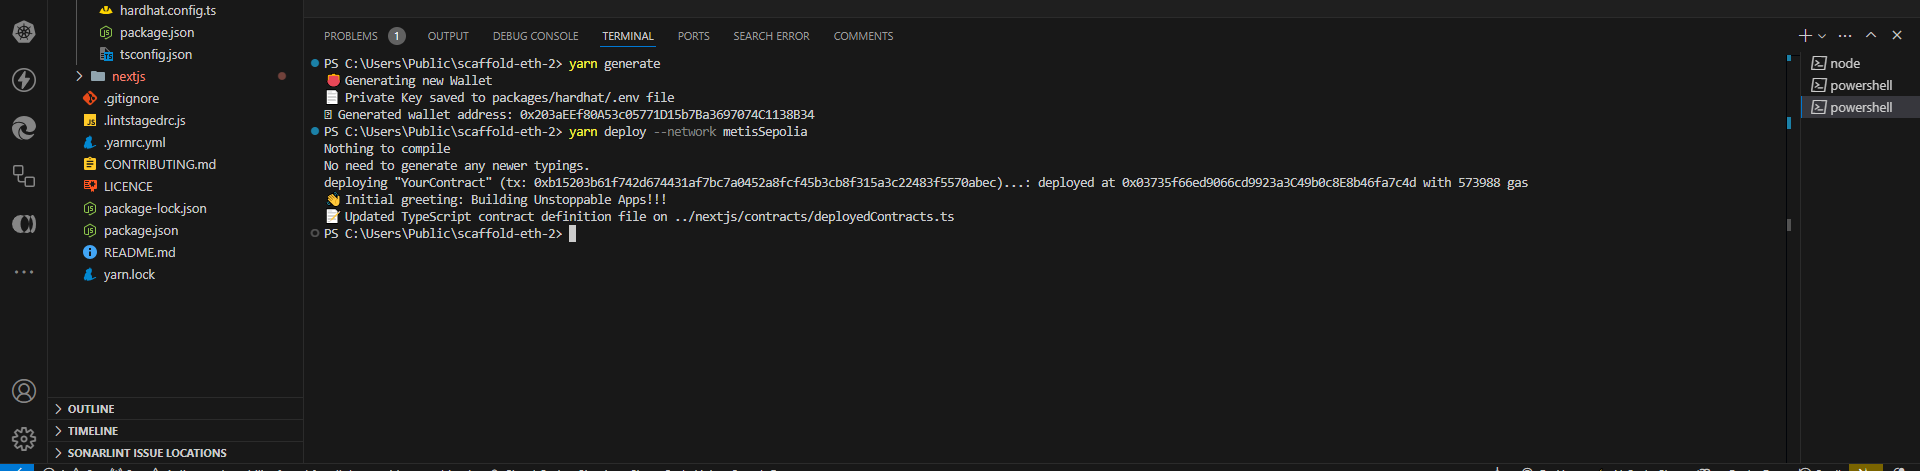 hardhat.config.ts
package.json
tsconfig.json
nextjs
.gitignore
.lintstagedrc.js
.yarnrc.yml
CONTRIBUTING.md
LICENCE
package-lock.json
package.json
README.md
yarn.lock
OUTLINE
TIMELINE
SONARLINT ISSUE LOCATIONS
PROBLEMS 1 OUTPUT DEBUG CONSOLE TERMINAL PORTS SEARCH ERROR COMMENTS
PS C:\Users\Public\scaffold-eth-2> yarn generate
Generating new Wallet
Private Key saved to packages/hardhat/.env file
Generated wallet address: 0x203aEEf80A53c05771D15b7Ba3697074C1138B34
PS C:\Users\Public\scaffold-eth-2> yarn deploy --network metisSepolia
Nothing to compile
No need to generate any newer typings.
deploying "YourContract" (tx: 0xb15203b61f742d674431af7bc7a0452a8fcf45b3cb8f315a3c22483f5570abec)...: deployed at 0x03735f66ed9066cd9923a3C49b0c8E8b46fa7c4d with 573988 gas
Initial greeting: Building Unstoppable Apps!!!
Updated TypeScript contract definition file on ../nextjs/contracts/deployedContracts.ts
PS C:\Users\Public\scaffold-eth-2>
node
powershell
powershell